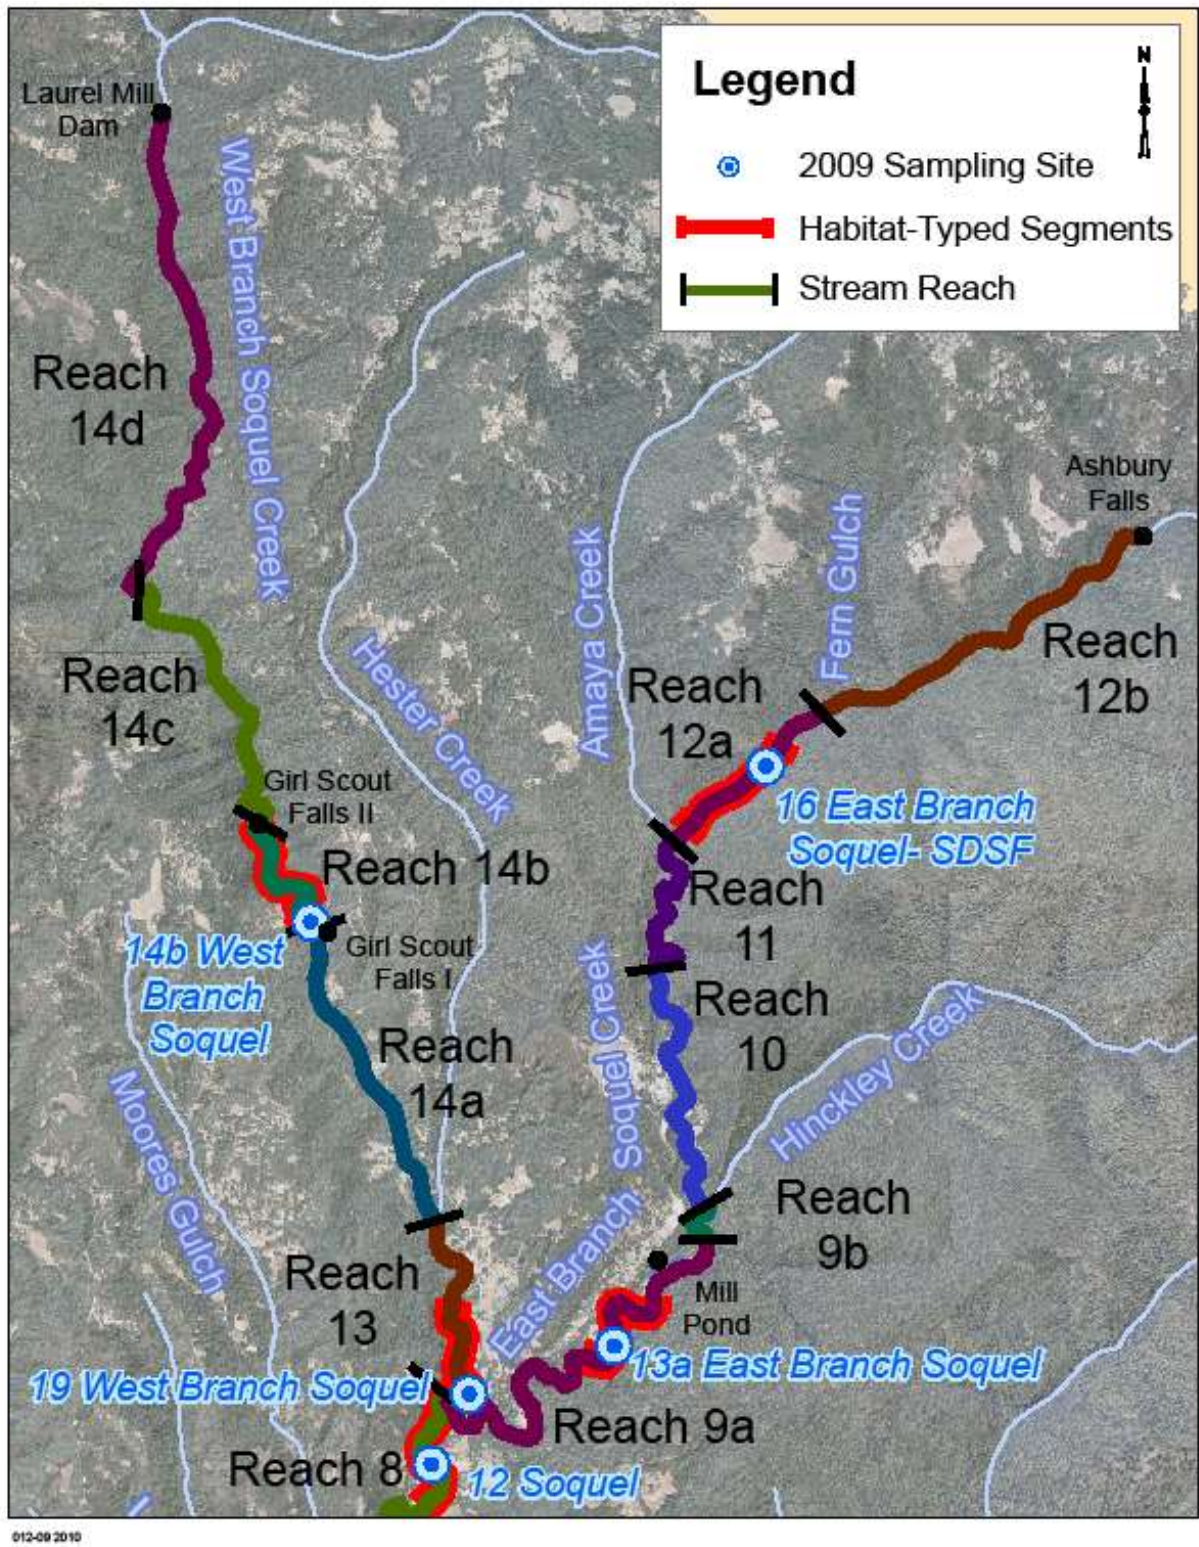 Legend
N
2009 Sampling Site
Habitat-Typed Segments
Stream Reach
Laurel Mill
Dam
West Branch Soquel Creek
Reach
14d
Ashbury
Falls
Amaya Creek
Fern Gulch
Reach
12b
Reach
14c
Hester Creek
Reach
12a
Girl Scout
Falls II
16 East Branch
Soquel- SDSF
Reach 14b
Reach
11
14b West
Branch
Soquel
Girl Scout
Falls I
Reach
10
Reach
14a
Hinckley Creek
Moores Gulch
East Branch Soquel Creek
Reach
9b
Reach
13
Mill
Pond
19 West Branch Soquel
13a East Branch Soquel
Reach 9a
Reach 8
12 Soquel
012-09 2010